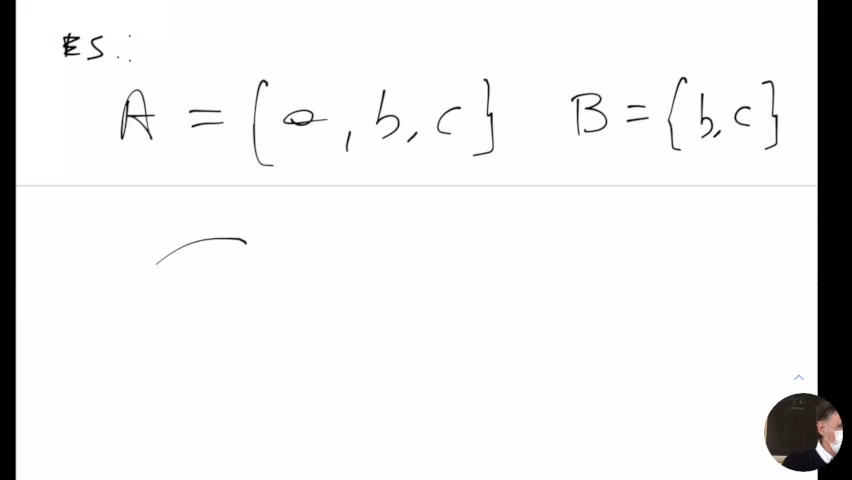 ES.:
A = {a, b, c} B = {b, c}